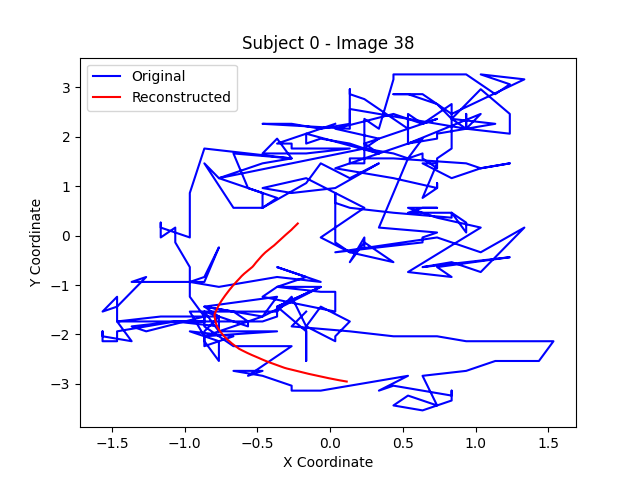 Subject 0 - Image 38
Original
Reconstructed
3
2
1
0
−1
−2
−3
Y Coordinate
−1.5 −1.0 −0.5 0.0 0.5 1.0 1.5
X Coordinate